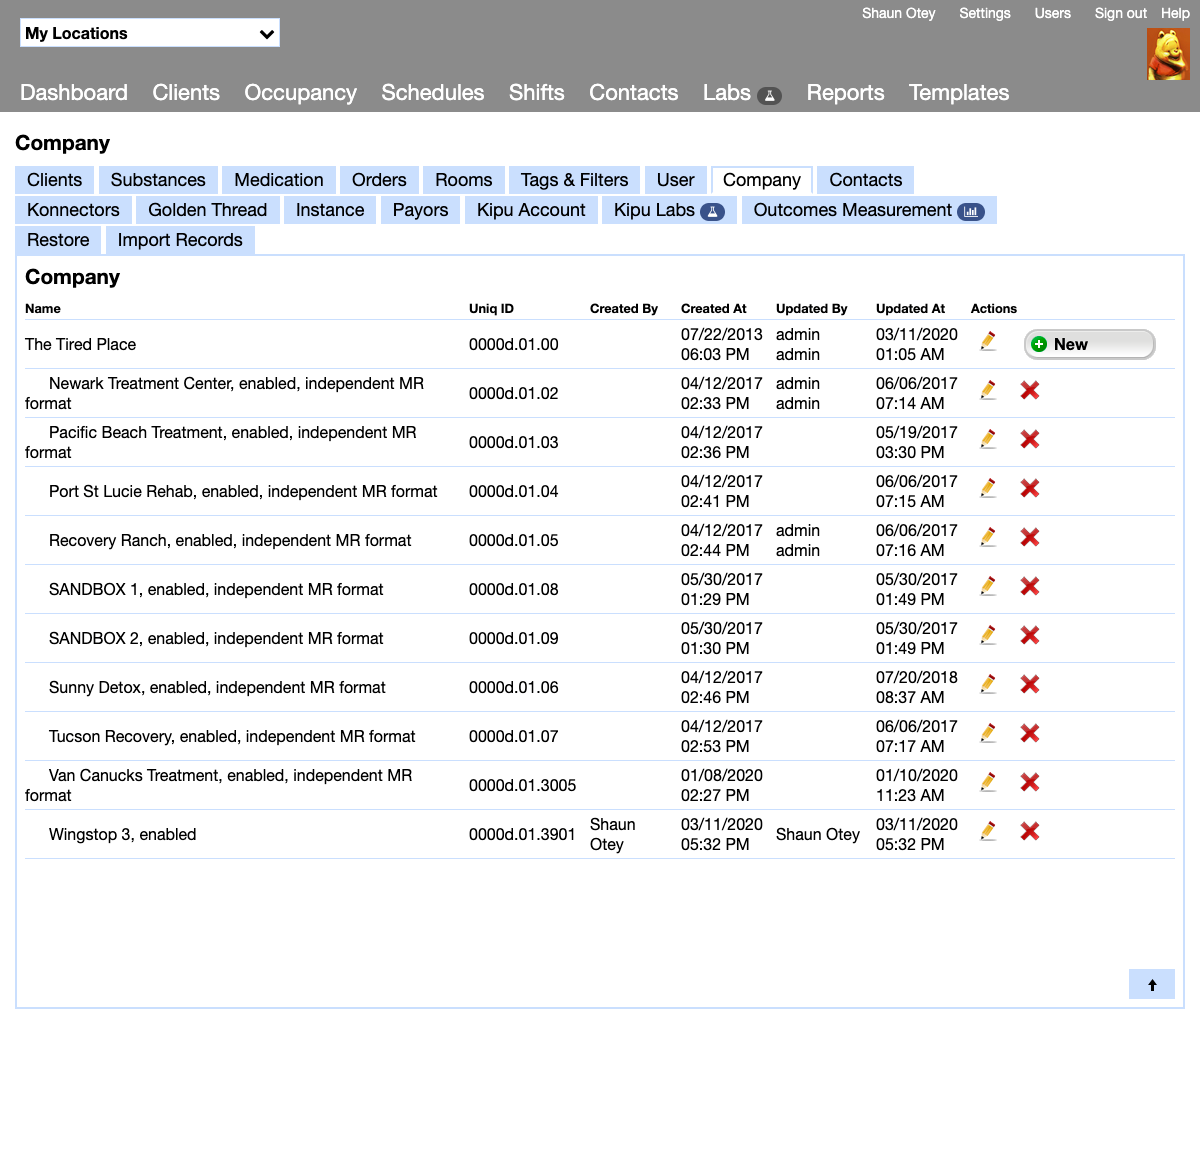 Shaun Otey Settings Users Sign out Help
My Locations
Dashboard Clients Occupancy Schedules Shifts Contacts Labs Reports Templates
Company
Clients Substances Medication Orders Rooms Tags & Filters User Company Contacts
Konnectors Golden Thread Instance Payors Kipu Account Kipu Labs Outcomes Measurement
Restore Import Records
Company
Name Uniq ID Created By Created At Updated By Updated At Actions
The Tired Place 0000d.01.00 07/22/2013 06:03 PM admin admin 03/11/2020 01:05 AM New
Newark Treatment Center, enabled, independent MR format 0000d.01.02 04/12/2017 02:33 PM admin admin 06/06/2017 07:14 AM
Pacific Beach Treatment, enabled, independent MR format 0000d.01.03 04/12/2017 02:36 PM 05/19/2017 03:30 PM
Port St Lucie Rehab, enabled, independent MR format 0000d.01.04 04/12/2017 02:41 PM 06/06/2017 07:15 AM
Recovery Ranch, enabled, independent MR format 0000d.01.05 04/12/2017 02:44 PM admin admin 06/06/2017 07:16 AM
SANDBOX 1, enabled, independent MR format 0000d.01.08 05/30/2017 01:29 PM 05/30/2017 01:49 PM
SANDBOX 2, enabled, independent MR format 0000d.01.09 05/30/2017 01:30 PM 05/30/2017 01:49 PM
Sunny Detox, enabled, independent MR format 0000d.01.06 04/12/2017 02:46 PM 07/20/2018 08:37 AM
Tucson Recovery, enabled, independent MR format 0000d.01.07 04/12/2017 02:53 PM 06/06/2017 07:17 AM
Van Canucks Treatment, enabled, independent MR format 0000d.01.3005 01/08/2020 02:27 PM 01/10/2020 11:23 AM
Wingstop 3, enabled 0000d.01.3901 Shaun Otey 03/11/2020 05:32 PM Shaun Otey 03/11/2020 05:32 PM